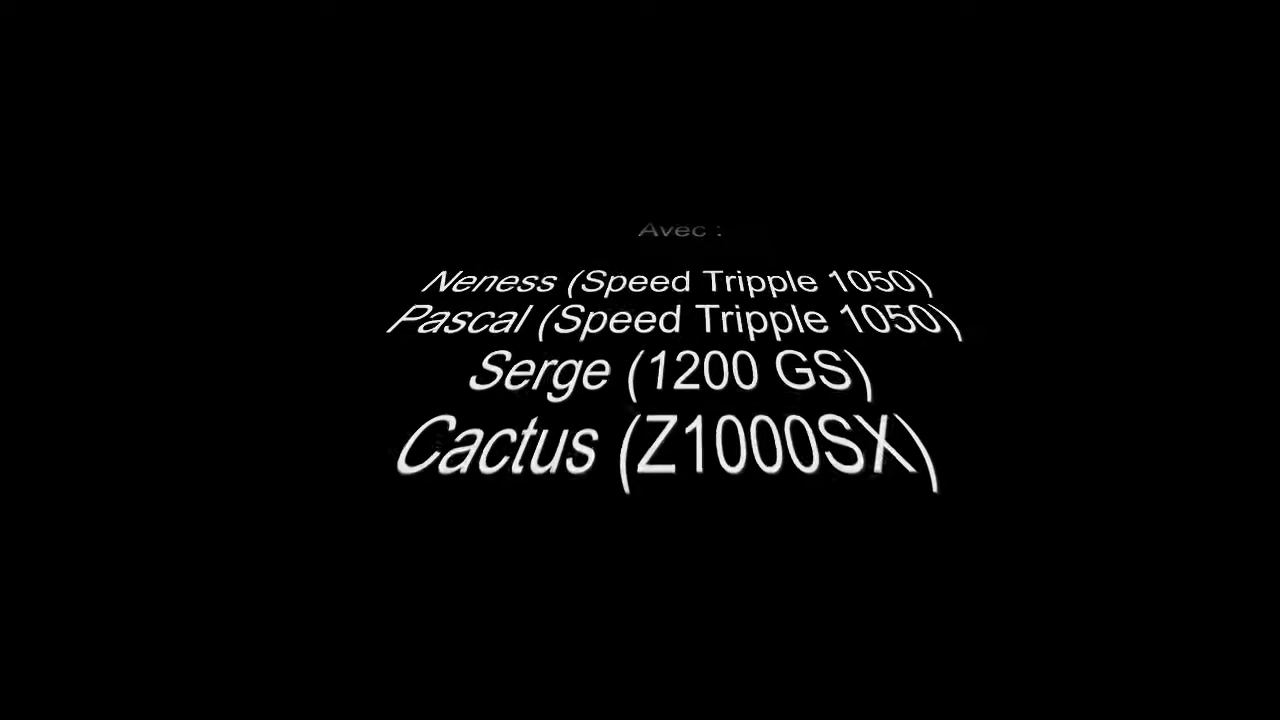 Avec :
Neness (Speed Tripple 1050)
Pascal (Speed Tripple 1050)
Serge (1200 GS)
Cactus (Z1000SX)